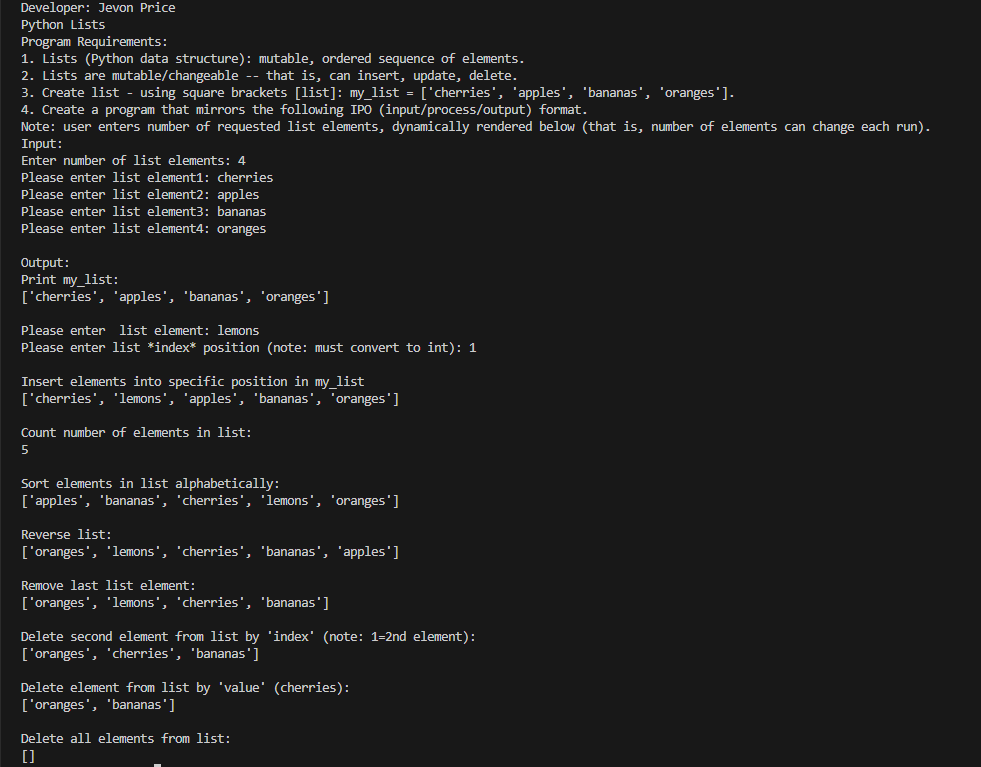 Developer: Jevon Price
Python Lists
Program Requirements:
1. Lists (Python data structure): mutable, ordered sequence of elements.
2. Lists are mutable/changeable -- that is, can insert, update, delete.
3. Create list - using square brackets [list]: my_list = ['cherries', 'apples', 'bananas', 'oranges'].
4. Create a program that mirrors the following IPO (input/process/output) format.
Note: user enters number of requested list elements, dynamically rendered below (that is, number of elements can change each run).
Input:
Enter number of list elements: 4
Please enter list element1: cherries
Please enter list element2: apples
Please enter list element3: bananas
Please enter list element4: oranges

Output:
Print my_list:
['cherries', 'apples', 'bananas', 'oranges']

Please enter  list element: lemons
Please enter list *index* position (note: must convert to int): 1

Insert elements into specific position in my_list
['cherries', 'lemons', 'apples', 'bananas', 'oranges']

Count number of elements in list:
5

Sort elements in list alphabetically:
['apples', 'bananas', 'cherries', 'lemons', 'oranges']

Reverse list:
['oranges', 'lemons', 'cherries', 'bananas', 'apples']

Remove last list element:
['oranges', 'lemons', 'cherries', 'bananas']

Delete second element from list by 'index' (note: 1=2nd element):
['oranges', 'cherries', 'bananas']

Delete element from list by 'value' (cherries):
['oranges', 'bananas']

Delete all elements from list:
[]